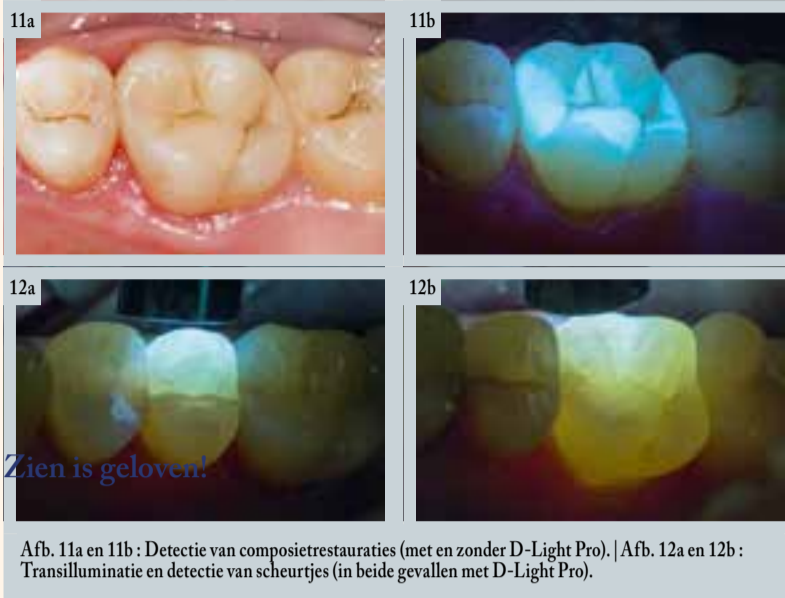 11a
11b
12a
12b
Zien is geloven!
Afb. 11a en 11b : Detectie van composietrestauraties (met en zonder D-Light Pro). | Afb. 12a en 12b :
Transilluminatie en detectie van scheurtjes (in beide gevallen met D-Light Pro).